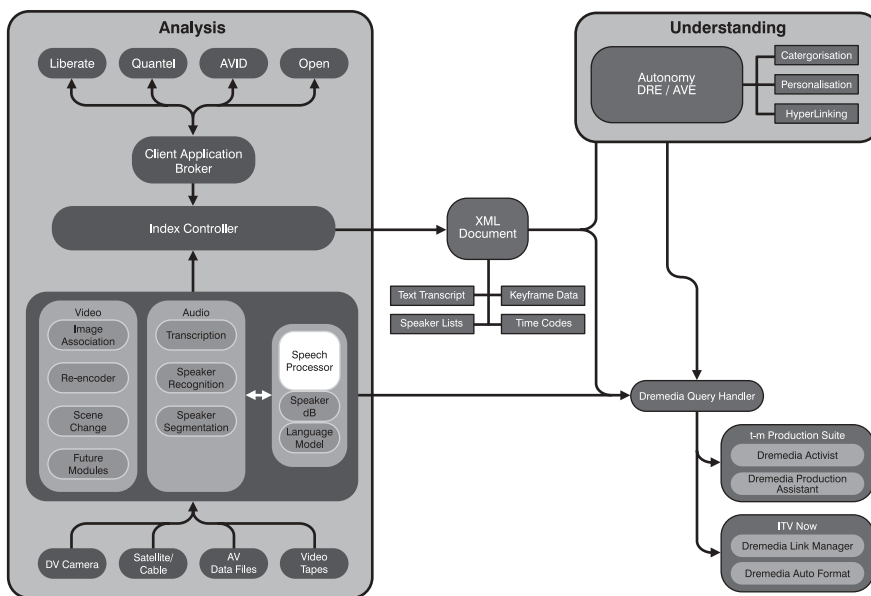 Analysis
Liberate
Quantel
AVID
Open
Client Application
Broker
Index Controller
Video
Image
Association
Re-encoder
Scene
Change
Future
Modules
Audio
Transcription
Speaker
Recognition
Speaker
Segmentation
Speech
Processor
Speaker
dB
Language
Model
DV Camera
Satellite/
Cable
AV
Data Files
Video
Tapes
XML
Document
Text Transcript
Keyframe Data
Speaker Lists
Time Codes
Understanding
Autonomy
DRE / AVE
Catergorisation
Personalisation
HyperLinking
Dremedia Query Handler
t-m Production Suite
Dremedia Activist
Dremedia Production
Assistant
ITV Now
Dremedia Link Manager
Dremedia Auto Format